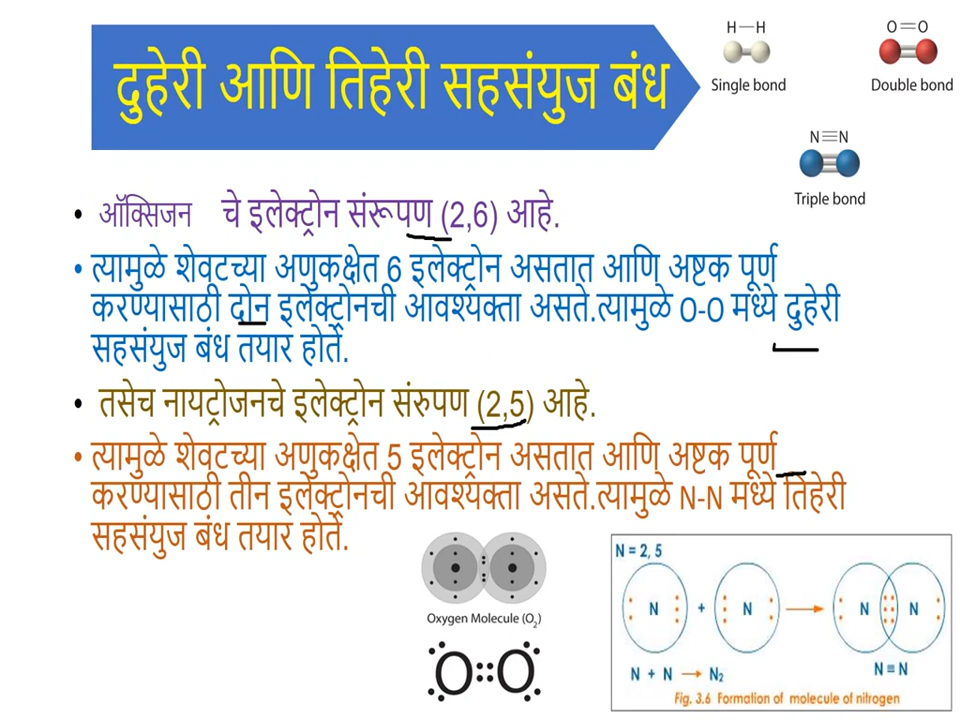 दुहेरी आणि तिहेरी सहसंयुज बंध
H—H
Single bond
O=O
Double bond
N≡N
Triple bond
• ऑक्सिजन चे इलेक्ट्रोन संरूपण (2,6) आहे.
• त्यामुळे शेवटच्या अणुकक्षेत 6 इलेक्ट्रोन असतात आणि अष्टक पूर्ण
करण्यासाठी दोन इलेक्ट्रोनची आवश्यक्ता असते.त्यामुळे O-O मध्ये दुहेरी
सहसंयुज बंध तयार होते.
• तसेच नायट्रोजनचे इलेक्ट्रोन संरुपण (2,5) आहे.
• त्यामुळे शेवटच्या अणुकक्षेत 5 इलेक्ट्रोन असतात आणि अष्टक पूर्ण
करण्यासाठी तीन इलेक्ट्रोनची आवश्यक्ता असते.त्यामुळे N-N मध्ये तिहेरी
सहसंयुज बंध तयार होते.
Oxygen Molecule (O₂)
O::O
N = 2, 5
N + N → N N
N + N → N₂
N ≡ N
Fig. 3.6 Formation of molecule of nitrogen